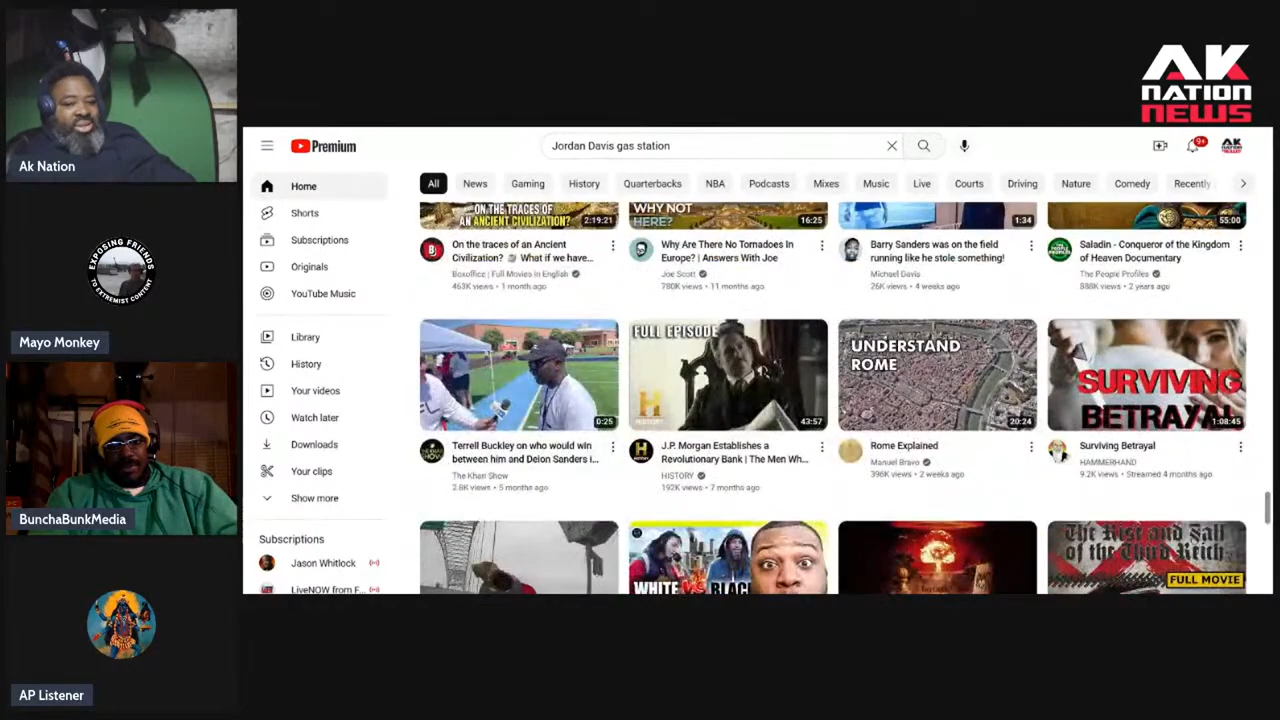 AK
NATION
NEWS
Ak Nation
EXPOSING FRIENDS
TO EXTREMIST CONTENT
Mayo Monkey
BunchaBunkMedia
AP Listener
Premium
Jordan Davis gas station
9+
Home
Shorts
Subscriptions
Originals
YouTube Music
Library
History
Your videos
Watch later
Downloads
Your clips
Show more
Subscriptions
Jason Whitlock
LiveNOW from F...
All
News
Gaming
History
Quarterbacks
NBA
Podcasts
Mixes
Music
Live
Courts
Driving
Nature
Comedy
Recently
ON THE TRACES OF AN
ANCIENT CIVILIZATION?
2:19:21
On the traces of an Ancient
Civilization? 🗿 What if we have...
Boxoffice | Full Movies in English
463K views • 1 month ago
WHY NOT
HERE?
16:25
Why Are There No Tornadoes In
Europe? | Answers With Joe
Joe Scott
780K views • 11 months ago
1:34
Barry Sanders was on the field
running like he stole something!
Michael Davis
26K views • 4 weeks ago
55:00
Saladin - Conqueror of the Kingdom
of Heaven Documentary
The People Profiles
888K views • 2 years ago
0:25
Terrell Buckley on who would win
between him and Deion Sanders i...
The Khan Show
2.8K views • 5 months ago
FULL EPISODE
H
HISTORY
43:57
J.P. Morgan Establishes a
Revolutionary Bank | The Men Wh...
HISTORY
192K views • 7 months ago
UNDERSTAND
ROME
20:24
Rome Explained
Manuel Bravo
396K views • 2 weeks ago
SURVIVING
BETRAYAL
1:08:45
Surviving Betrayal
HAMMERHAND
9.2K views • Streamed 4 months ago
WHITE VS BLACK
The Rise and Fall
of the Third Reich
FULL MOVIE